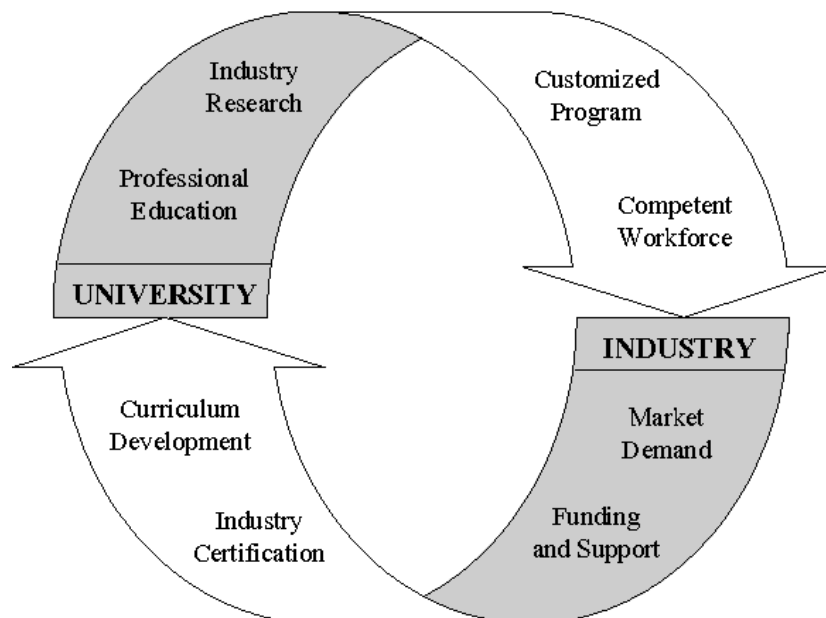 Industry
Research
Professional
Education
UNIVERSITY
Customized
Program
Competent
Workforce
INDUSTRY
Market
Demand
Funding
and Support
Curriculum
Development
Industry
Certification